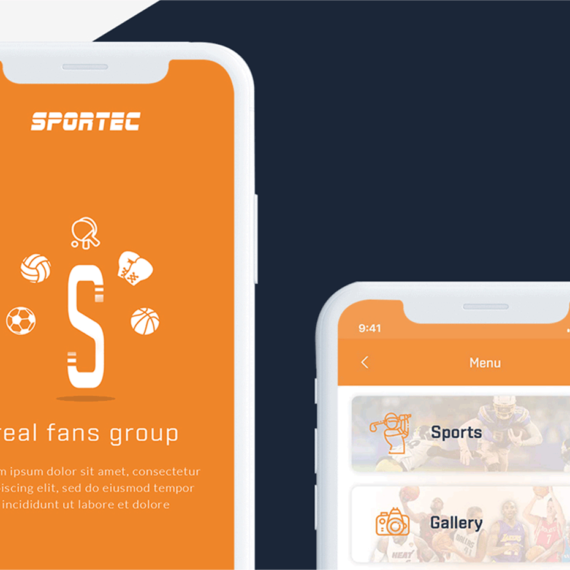 SPORTEC
S
real fans group
ipsum dolor sit amet, consectetur
elit, sed do eiusmod tempor
incididunt ut labore et dolore
9:41
Menu
Sports
Gallery
HEAT